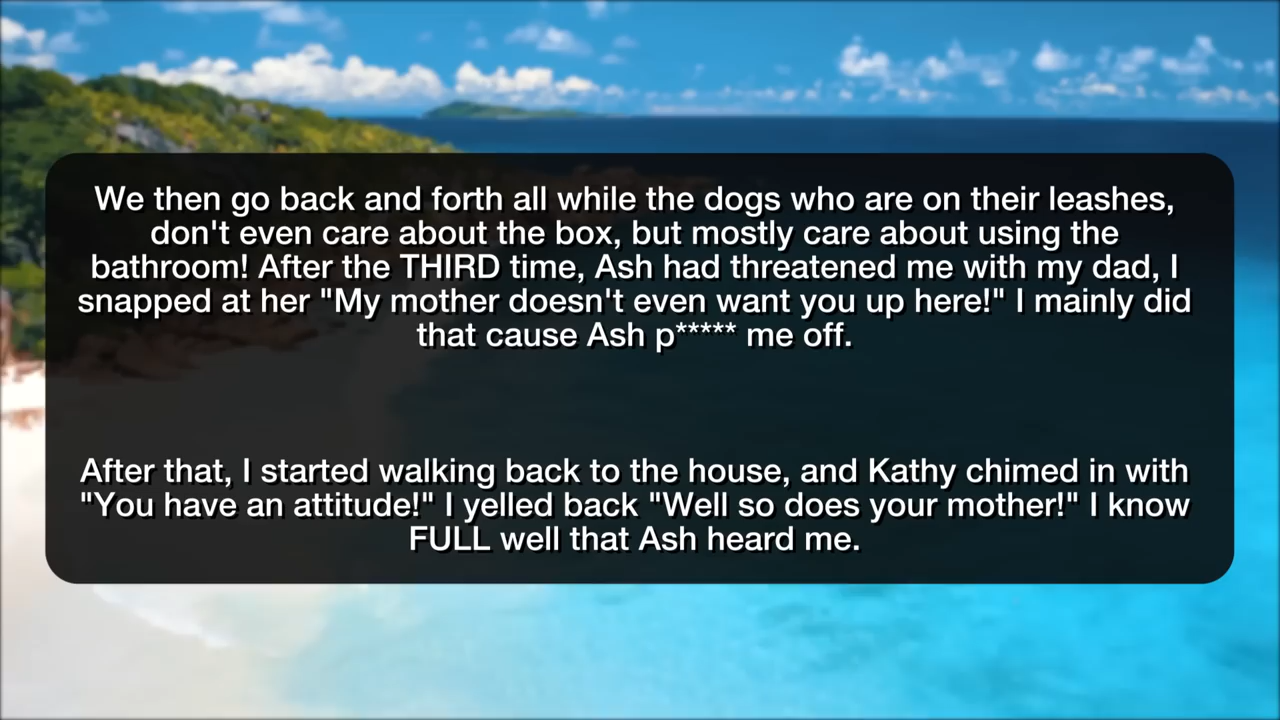 We then go back and forth all while the dogs who are on their leashes,
don't even care about the box, but mostly care about using the
bathroom! After the THIRD time, Ash had threatened me with my dad, I
snapped at her "My mother doesn't even want you up here!" I mainly did
that cause Ash p***** me off.
After that, I started walking back to the house, and Kathy chimed in with
"You have an attitude!" I yelled back "Well so does your mother!" I know
FULL well that Ash heard me.